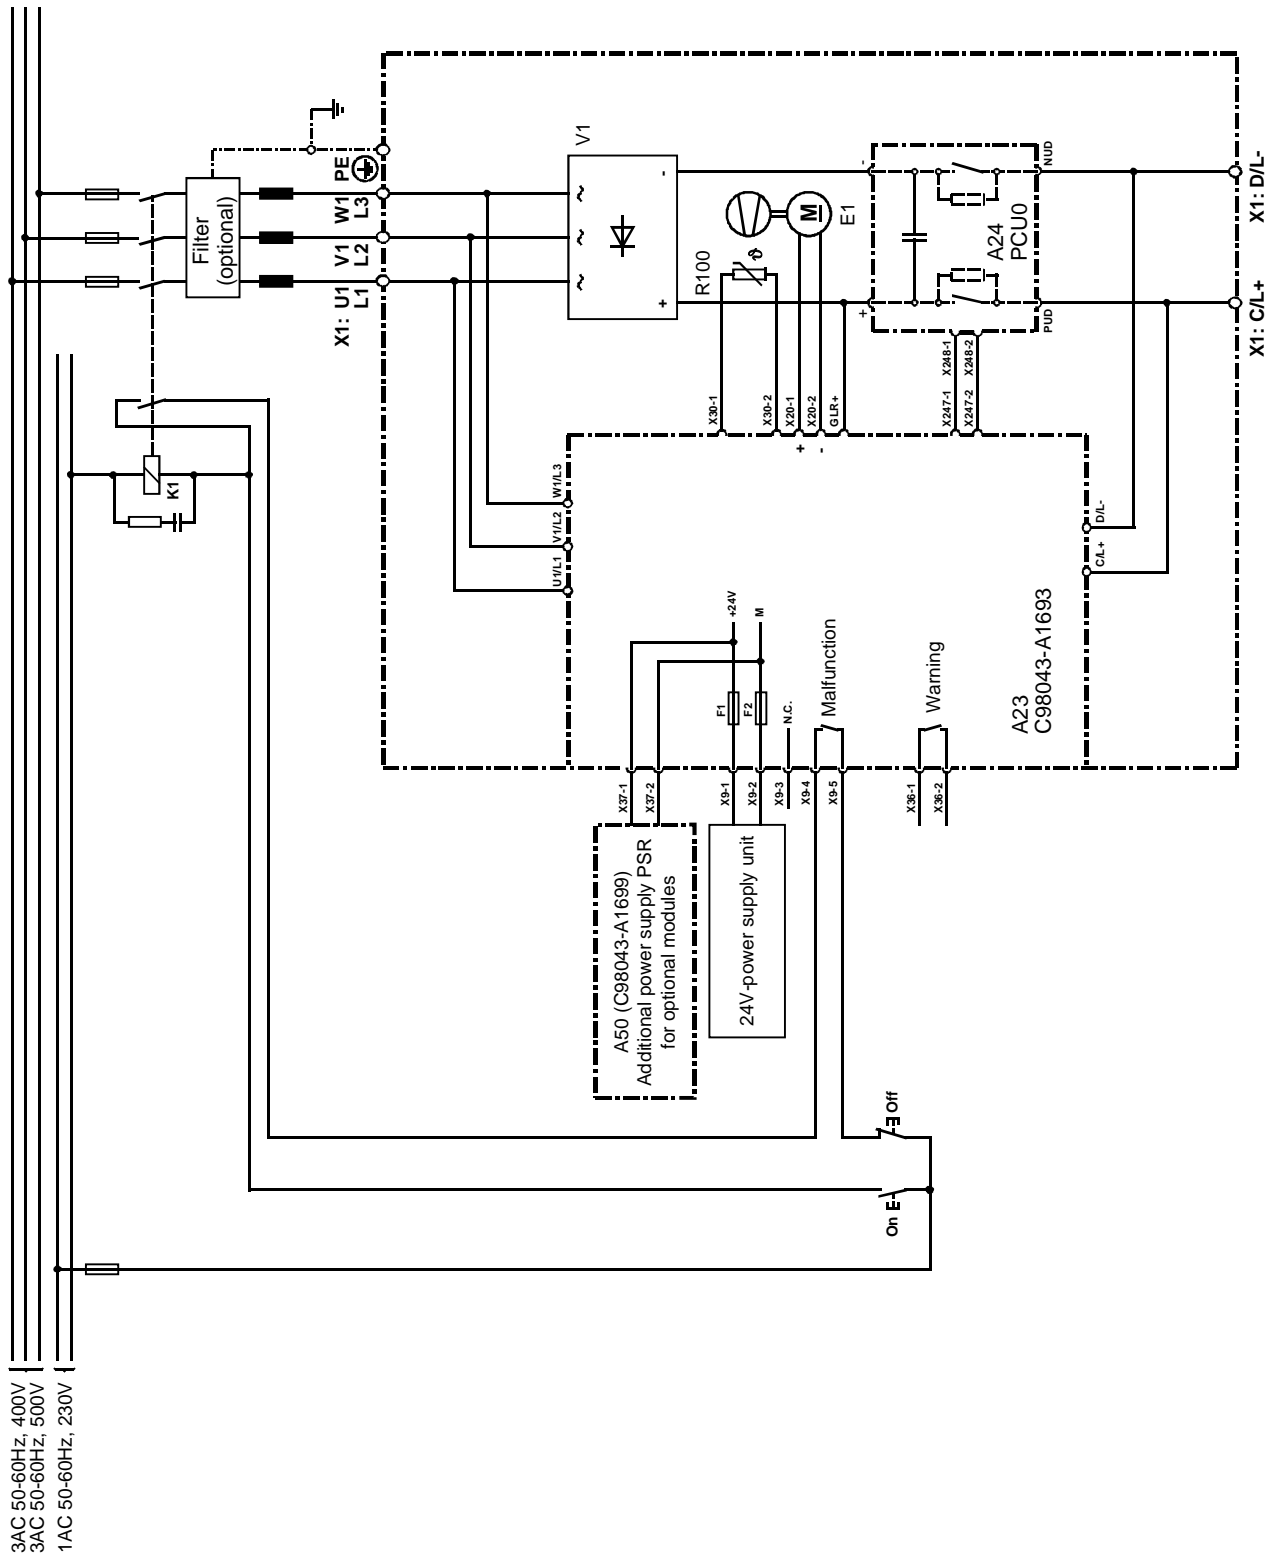 3AC 50-60Hz, 400V
3AC 50-60Hz, 500V
1AC 50-60Hz, 230V
On
Off
K1
Filter
(optional)
X1: U1 V1 W1 PE
L1 L2 L3
V1
~
~
~
+
-
R100
ϑ
M
E1
+
-
A24
PCU0
PUD
NUD
X1: C/L+
X1: D/L-
X30-1
X30-2
X20-1
X20-2
GLR+
+
-
X247-1
X248-1
X247-2
X248-2
U1/L1
V1/L2
W1/L3
C/L+
D/L-
+24V
M
F1
F2
N.C.
Malfunction
Warning
A23
C98043-A1693
X37-1
X37-2
X9-1
X9-2
X9-3
X9-4
X9-5
X36-1
X36-2
A50 (C98043-A1699)
Additional power supply PSR
for optional modules
24V-power supply unit